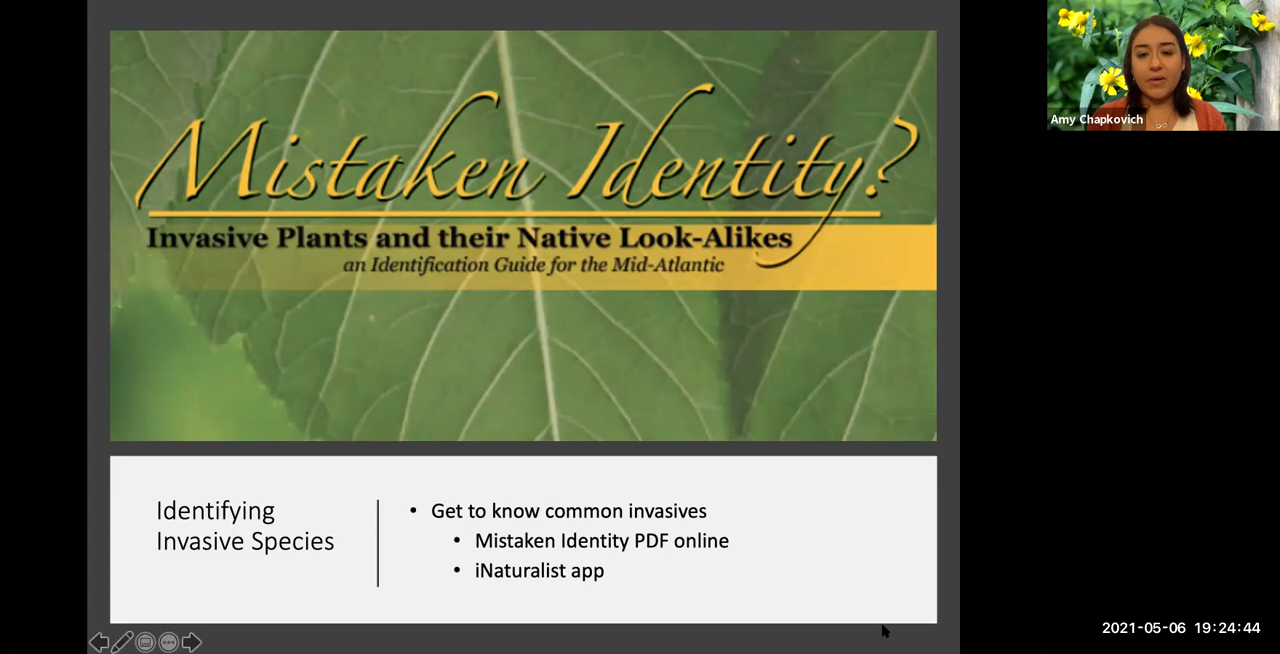 Mistaken Identity?
Invasive Plants and their Native Look-Alikes
an Identification Guide for the Mid-Atlantic
Identifying
Invasive Species
• Get to know common invasives
• Mistaken Identity PDF online
• iNaturalist app
Amy Chapkovich
2021-05-06 19:24:44